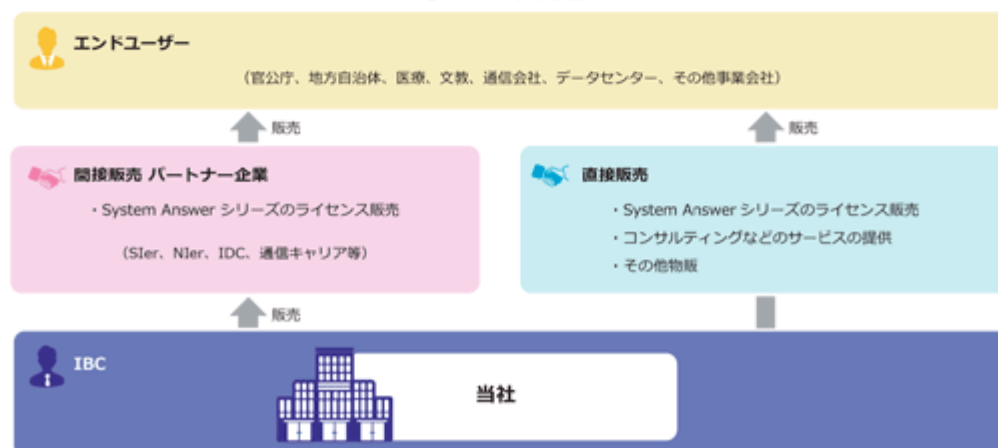 エンドユーザー
（官公庁、地方自治体、医療、文教、通信会社、データセンター、その他事業会社）
販売
販売
間接販売 パートナー企業
・System Answer シリーズのライセンス販売
（SIer、NIer、IDC、通信キャリア等）
直接販売
・System Answer シリーズのライセンス販売
・コンサルティングなどのサービスの提供
・その他物販
販売
IBC
当社